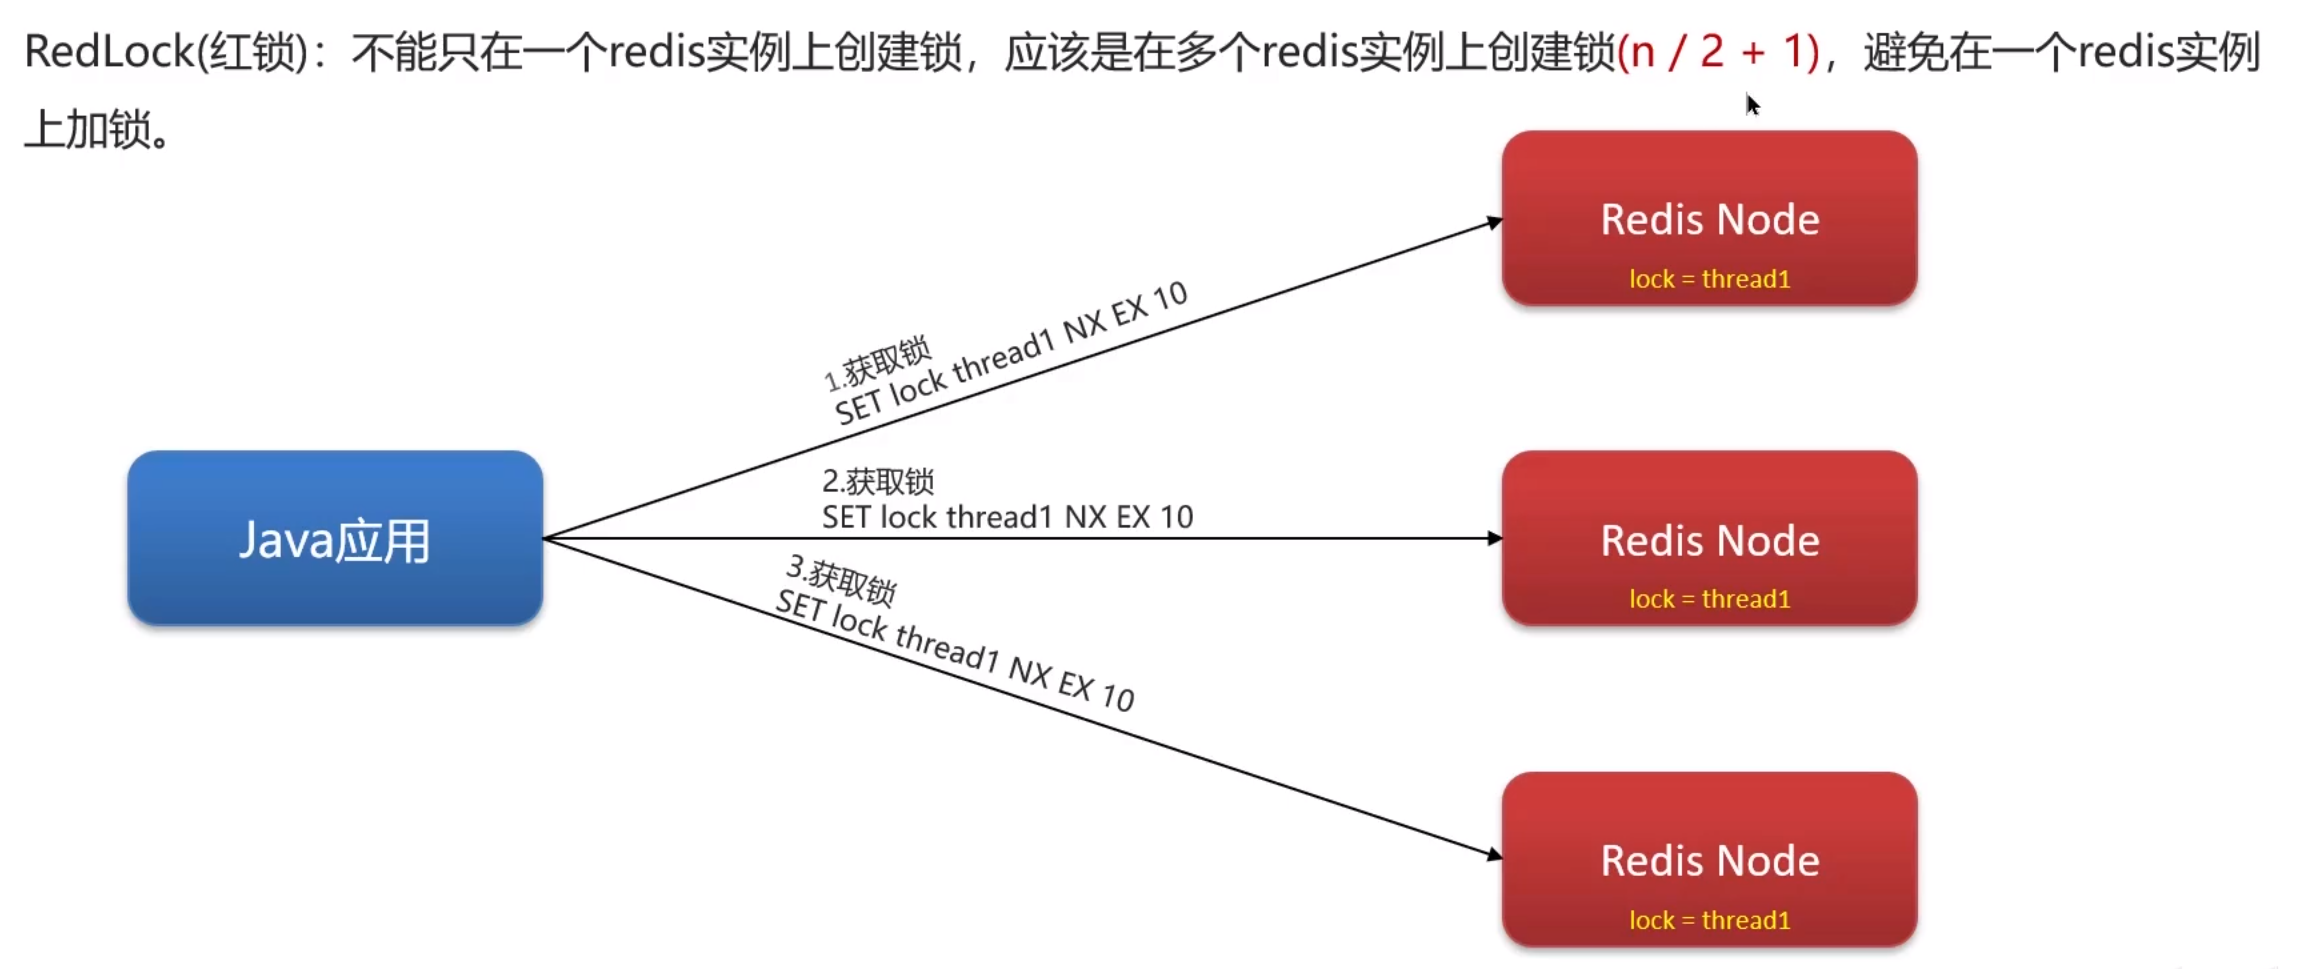 RedLock(红锁)：不能只在一个redis实例上创建锁，应该是在多个redis实例上创建锁(n / 2 + 1)，避免在一个redis实例
上加锁。
Redis Node
lock = thread1
1.获取锁
SET lock thread1 NX EX 10
Java应用
2.获取锁
SET lock thread1 NX EX 10
Redis Node
lock = thread1
3.获取锁
SET lock thread1 NX EX 10
Redis Node
lock = thread1